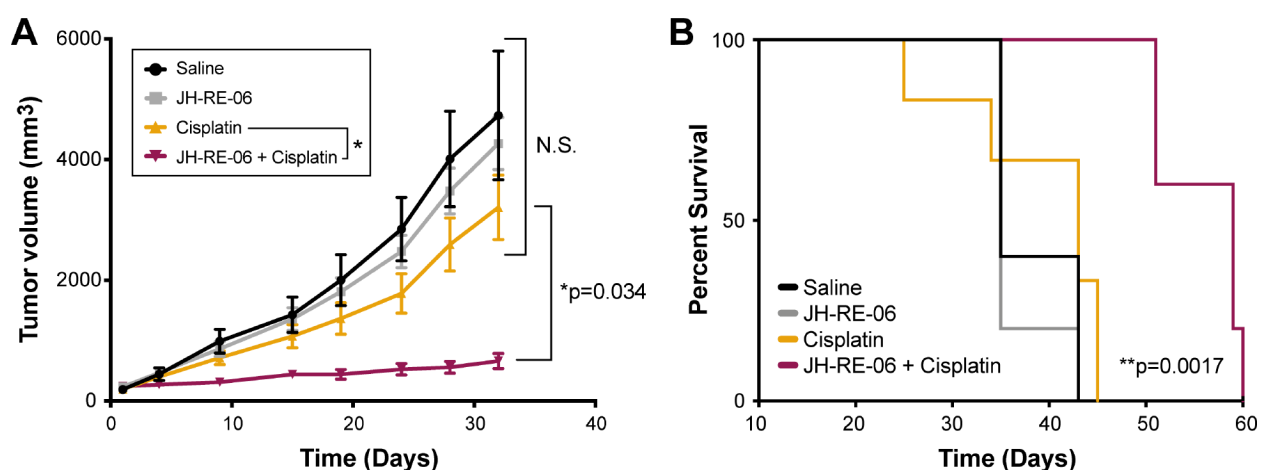 A
Tumor volume (mm3)
6000
4000
2000
0
0
10
20
30
40
Time (Days)
Saline
JH-RE-06
Cisplatin
JH-RE-06 + Cisplatin
*
N.S.
*p=0.034
B
Percent Survival
100
50
0
10
20
30
40
50
60
Time (Days)
Saline
JH-RE-06
Cisplatin
JH-RE-06 + Cisplatin
**p=0.0017